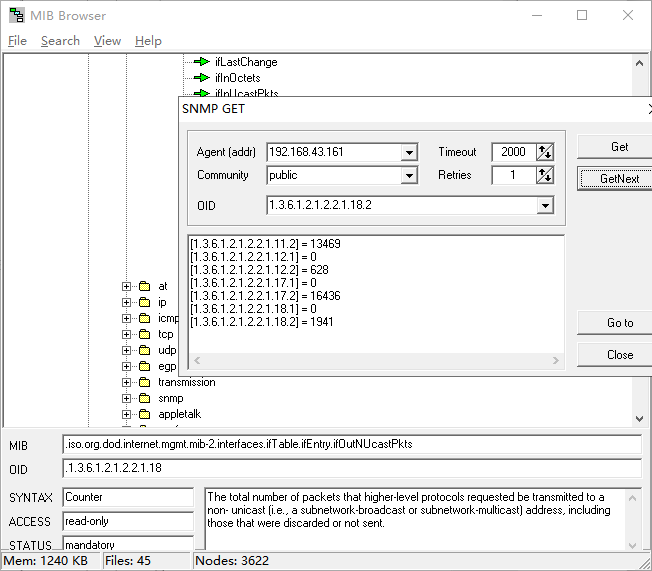 MIB Browser
File Search View Help
ifLastChange
ifInOctets
ifInUcastPkts
SNMP GET
Agent (addr) 192.168.43.161 Timeout 2000 Get
Community public Retries 1 GetNext
OID 1.3.6.1.2.1.2.2.1.18.2
[1.3.6.1.2.1.2.2.1.11.2] = 13469
[1.3.6.1.2.1.2.2.1.12.1] = 0
[1.3.6.1.2.1.2.2.1.12.2] = 628
[1.3.6.1.2.1.2.2.1.17.1] = 0
[1.3.6.1.2.1.2.2.1.17.2] = 16436
[1.3.6.1.2.1.2.2.1.18.1] = 0
[1.3.6.1.2.1.2.2.1.18.2] = 1941
Go to
Close
at
ip
icmp
tcp
udp
egp
transmission
snmp
appletalk
MIB .iso.org.dod.internet.mgmt.mib-2.interfaces.ifTable.ifEntry.ifOutNUcastPkts
OID .1.3.6.1.2.1.2.2.1.18
SYNTAX Counter
ACCESS read-only
STATUS mandatory
The total number of packets that higher-level protocols requested be transmitted to a
non- unicast (i.e., a subnetwork-broadcast or subnetwork-multicast) address, including
those that were discarded or not sent.
Mem: 1240 KB Files: 45 Nodes: 3622